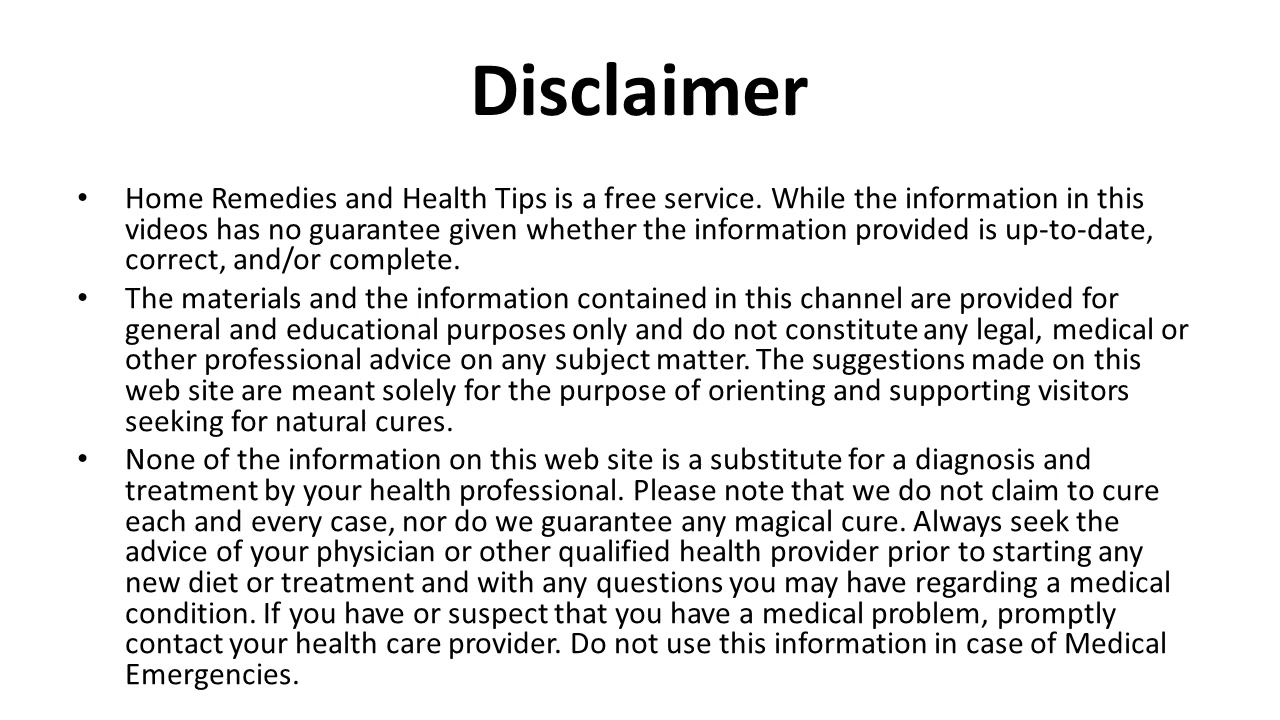 Disclaimer
• Home Remedies and Health Tips is a free service. While the information in this
videos has no guarantee given whether the information provided is up-to-date,
correct, and/or complete.
• The materials and the information contained in this channel are provided for
general and educational purposes only and do not constitute any legal, medical or
other professional advice on any subject matter. The suggestions made on this
web site are meant solely for the purpose of orienting and supporting visitors
seeking for natural cures.
• None of the information on this web site is a substitute for a diagnosis and
treatment by your health professional. Please note that we do not claim to cure
each and every case, nor do we guarantee any magical cure. Always seek the
advice of your physician or other qualified health provider prior to starting any
new diet or treatment and with any questions you may have regarding a medical
condition. If you have or suspect that you have a medical problem, promptly
contact your health care provider. Do not use this information in case of Medical
Emergencies.